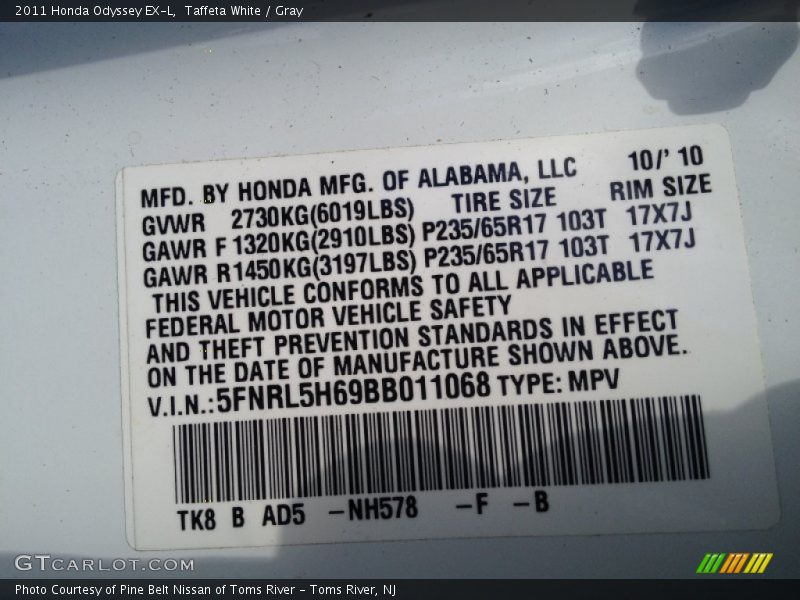 2011 Honda Odyssey EX-L, Taffeta White / Gray
MFD. BY HONDA MFG. OF ALABAMA, LLC 10/' 10
GVWR 2730KG(6019LBS) TIRE SIZE RIM SIZE
GAWR F 1320KG(2910LBS) P235/65R17 103T 17X7J
GAWR R1450KG(3197LBS) P235/65R17 103T 17X7J
THIS VEHICLE CONFORMS TO ALL APPLICABLE
FEDERAL MOTOR VEHICLE SAFETY
AND THEFT PREVENTION STANDARDS IN EFFECT
ON THE DATE OF MANUFACTURE SHOWN ABOVE.
V.I.N.:5FNRL5H69BB011068 TYPE: MPV
TK8 B AD5 -NH578 -F -B
GTCARLOT.COM
Photo Courtesy of Pine Belt Nissan of Toms River - Toms River, NJ